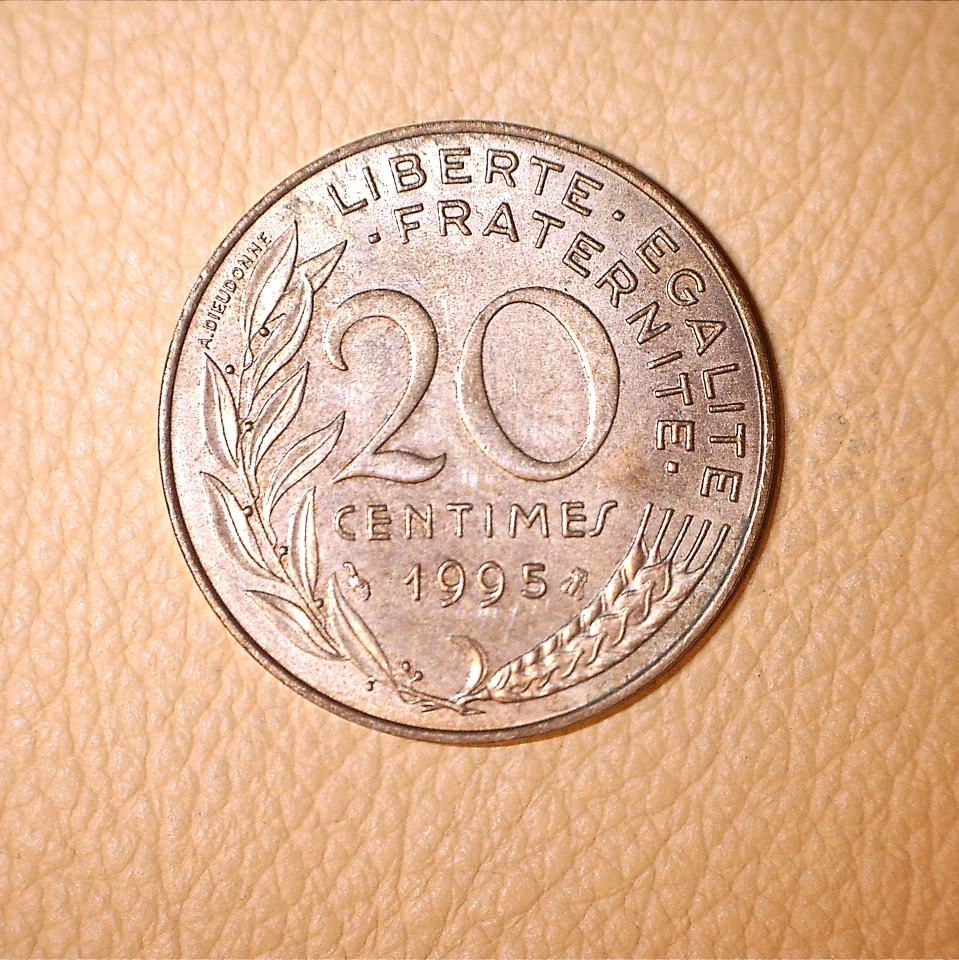 LIBERTE · EGALITE
· FRATERNITE ·
A.DIEUDONNE
20
CENTIMES
1995